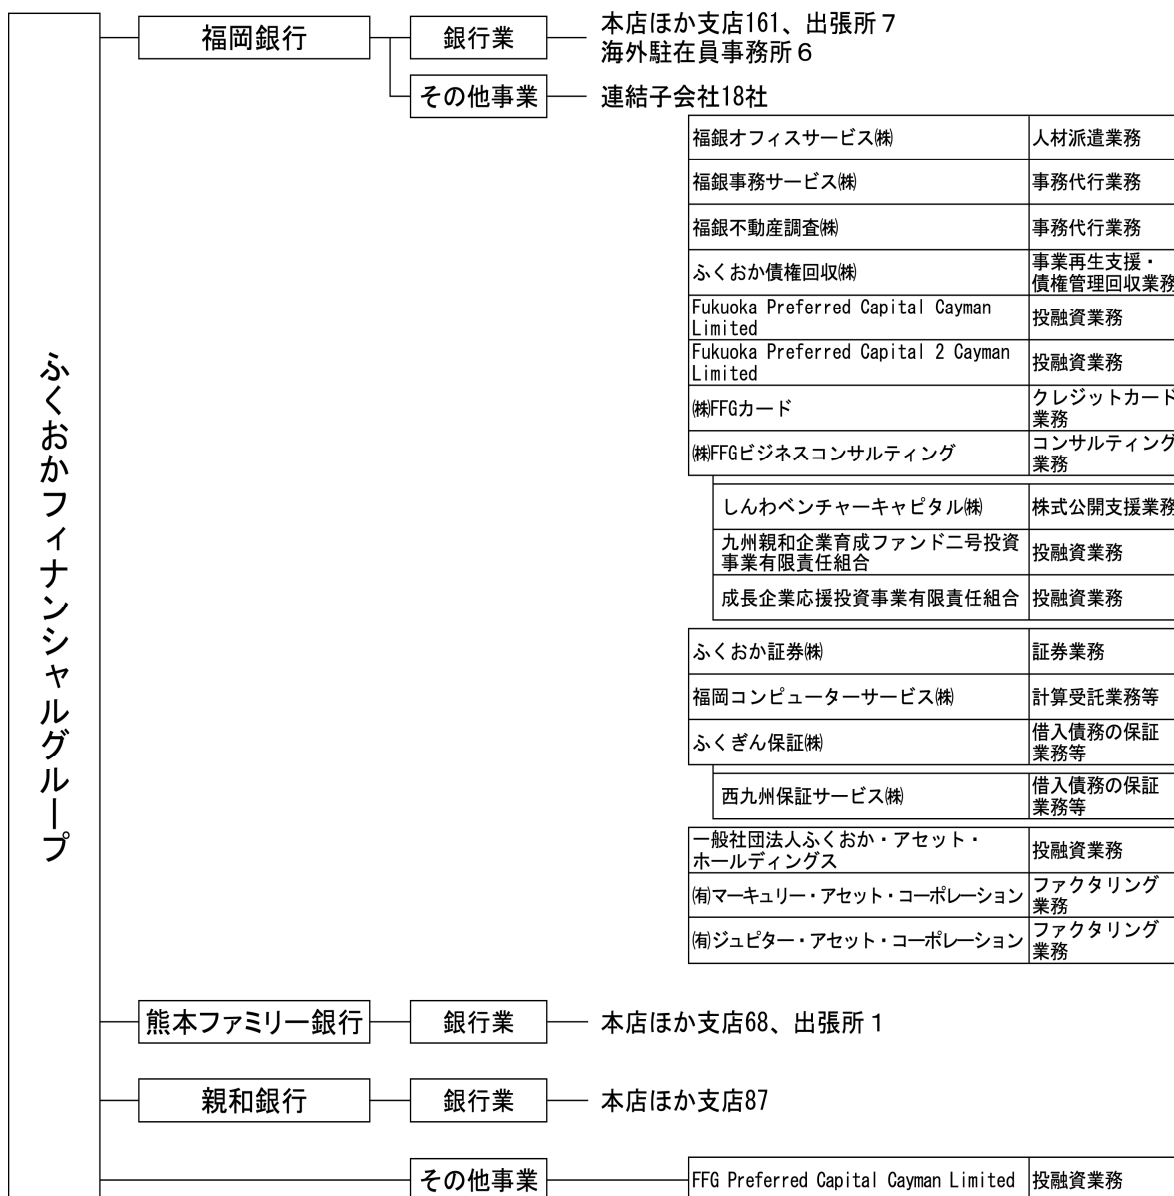 ふくおかフィナンシャルグループ
福岡銀行
銀行業
本店ほか支店161、出張所７
海外駐在員事務所６
その他事業
連結子会社18社
福銀オフィスサービス㈱
人材派遣業務
福銀事務サービス㈱
事務代行業務
福銀不動産調査㈱
事務代行業務
ふくおか債権回収㈱
事業再生支援・
債権管理回収業務
Fukuoka Preferred Capital Cayman
Limited
投融資業務
Fukuoka Preferred Capital 2 Cayman
Limited
投融資業務
㈱FFGカード
クレジットカード
業務
㈱FFGビジネスコンサルティング
コンサルティング
業務
しんわベンチャーキャピタル㈱
株式公開支援業務
九州親和企業育成ファンド二号投資
事業有限責任組合
投融資業務
成長企業応援投資事業有限責任組合
投融資業務
ふくおか証券㈱
証券業務
福岡コンピューターサービス㈱
計算受託業務等
ふくぎん保証㈱
借入債務の保証
業務等
西九州保証サービス㈱
借入債務の保証
業務等
一般社団法人ふくおか・アセット・
ホールディングス
投融資業務
㈲マーキュリー・アセット・コーポレーション
ファクタリング
業務
㈲ジュピター・アセット・コーポレーション
ファクタリング
業務
熊本ファミリー銀行
銀行業
本店ほか支店68、出張所１
親和銀行
銀行業
本店ほか支店87
その他事業
FFG Preferred Capital Cayman Limited
投融資業務